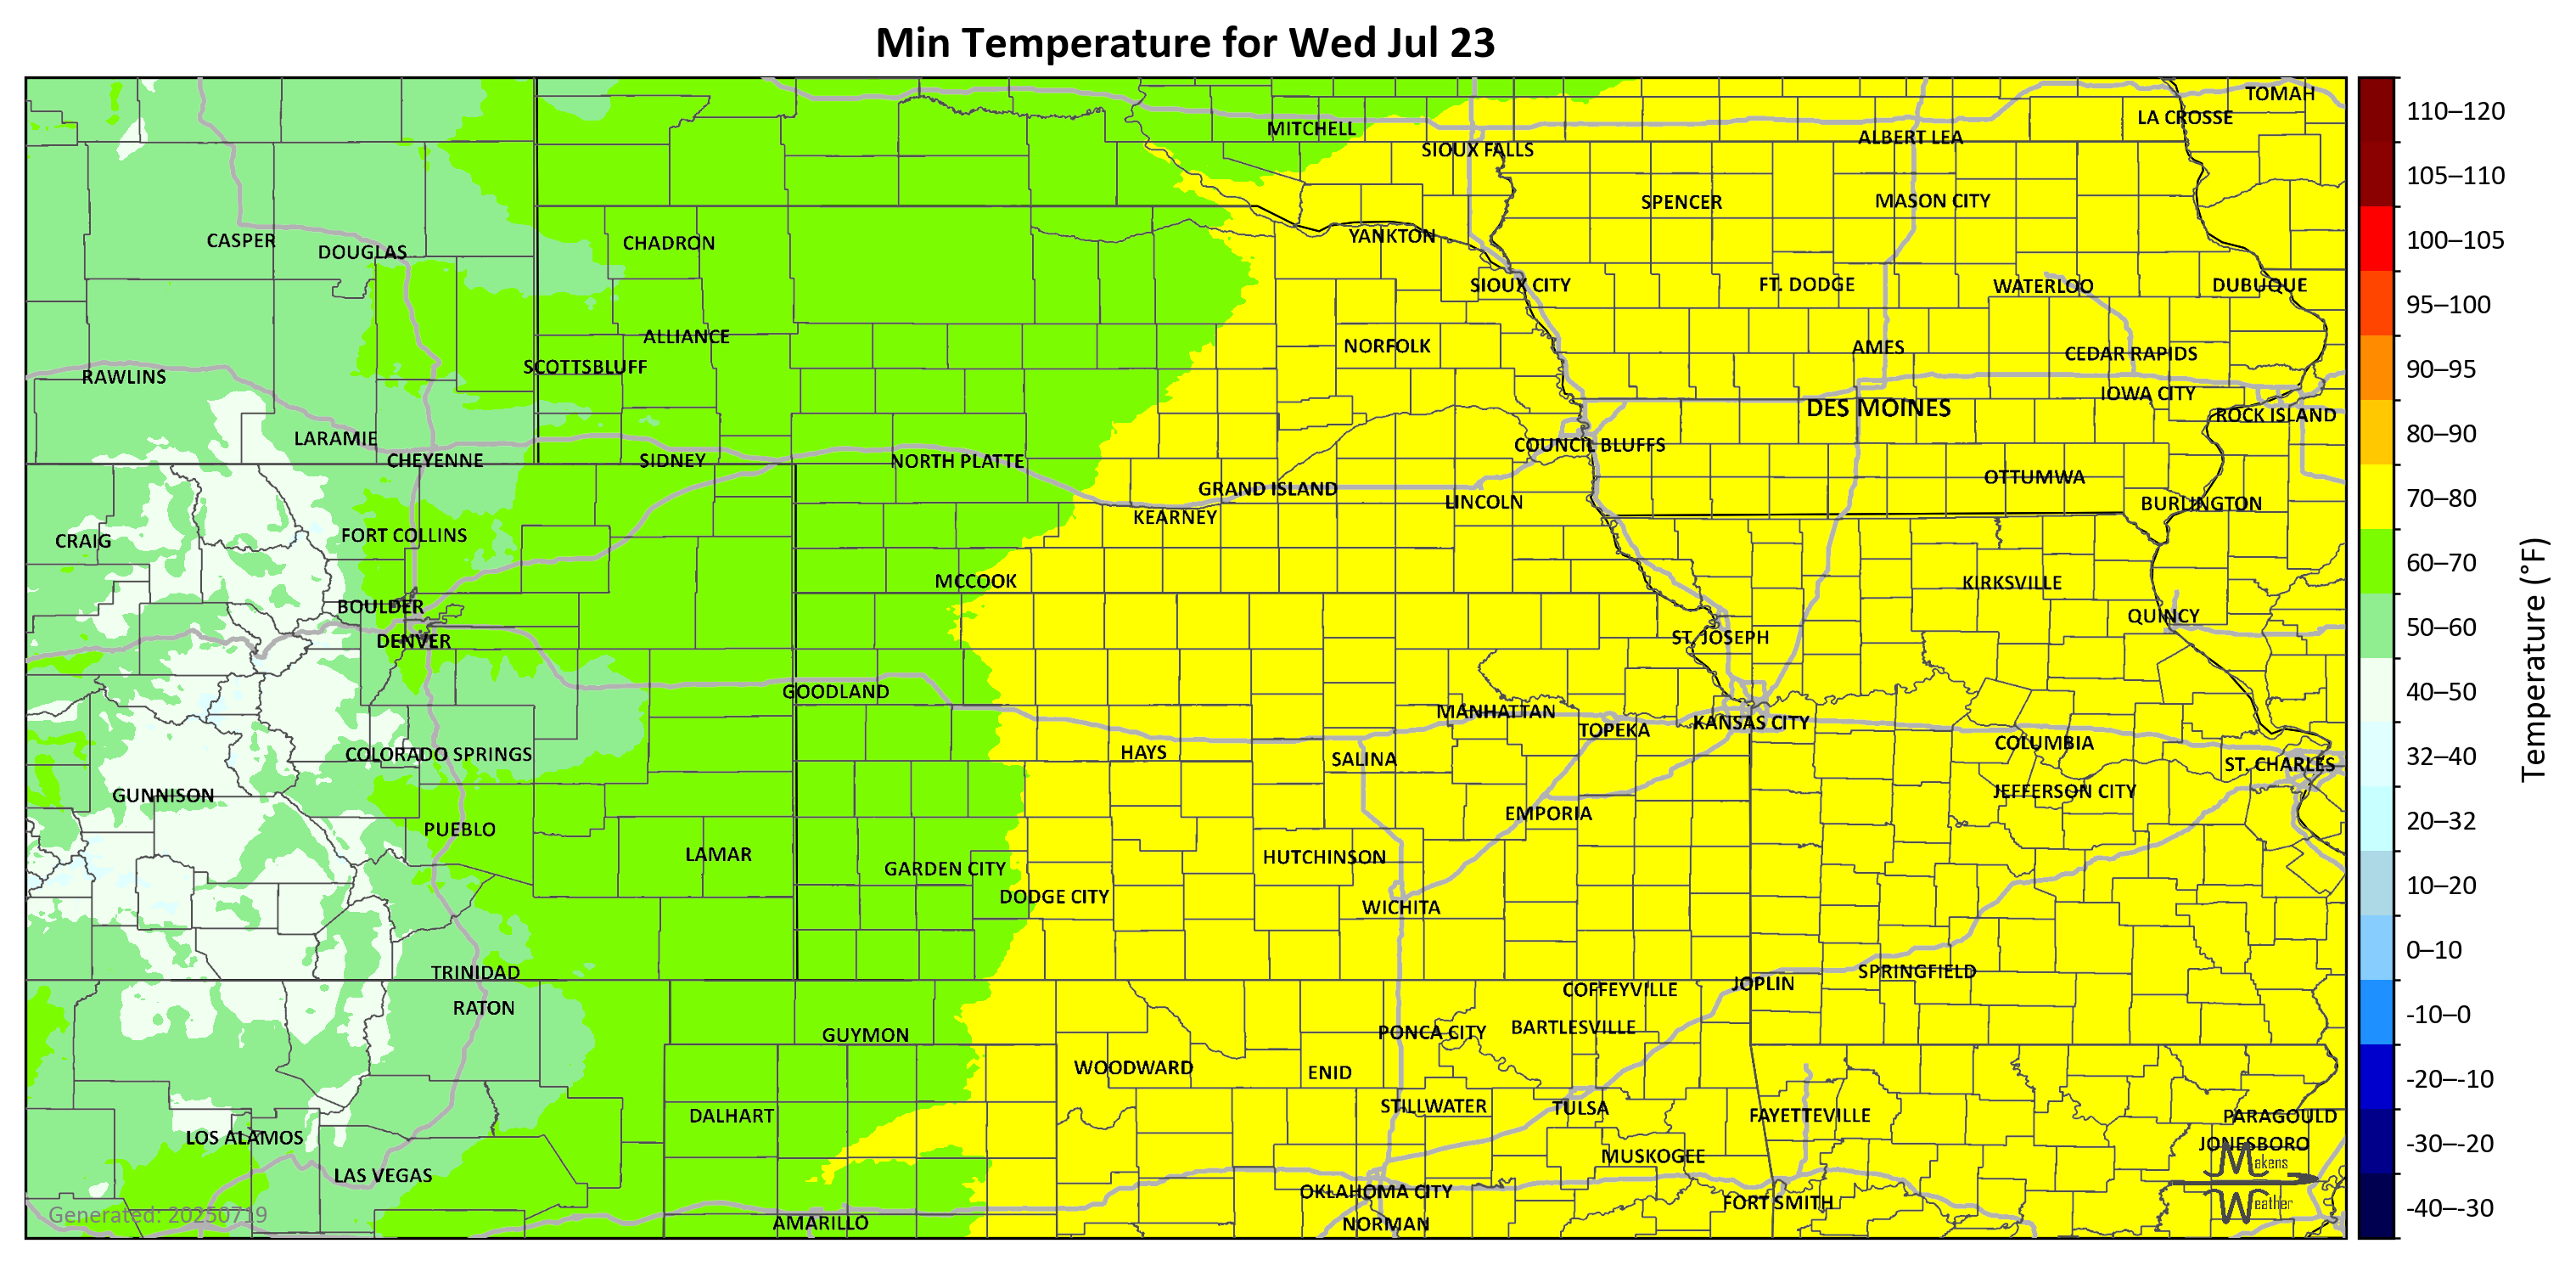 Min Temperature for Wed Jul 23
TOMAH
LA CROSSE
MITCHELL
ALBERT LEA
SIOUX FALLS
SPENCER
MASON CITY
CASPER
DOUGLAS
CHADRON
YANKTON
SIOUX CITY
FT. DODGE
WATERLOO
DUBUQUE
ALLIANCE
NORFOLK
AMES
CEDAR RAPIDS
SCOTTSBLUFF
RAWLINS
IOWA CITY
DES MOINES
ROCK ISLAND
LARAMIE
COUNCIL BLUFFS
CHEYENNE
SIDNEY
NORTH PLATTE
OTTUMWA
GRAND ISLAND
LINCOLN
BURLINGTON
KEARNEY
FORT COLLINS
CRAIG
MCCOOK
KIRKSVILLE
BOULDER
QUINCY
DENVER
ST. JOSEPH
GOODLAND
MANHATTAN
TOPEKA
KANSAS CITY
COLORADO SPRINGS
HAYS
SALINA
COLUMBIA
ST. CHARLES
GUNNISON
JEFFERSON CITY
EMPORIA
PUEBLO
LAMAR
HUTCHINSON
GARDEN CITY
DODGE CITY
WICHITA
TRINIDAD
SPRINGFIELD
JOPLIN
COFFEYVILLE
RATON
GUYMON
PONCA CITY
BARTLESVILLE
WOODWARD
ENID
DALHART
STILLWATER
TULSA
FAYETTEVILLE
PARAGOULD
LOS ALAMOS
JONESBORO
LAS VEGAS
MUSKOGEE
OKLAHOMA CITY
FORT SMITH
AMARILLO
NORMAN
Generated: 20250719
Makens
Weather
110–120
105–110
100–105
95–100
90–95
80–90
70–80
60–70
50–60
40–50
32–40
20–32
10–20
0–10
-10–0
-20–-10
-30–-20
-40–-30
Temperature (°F)